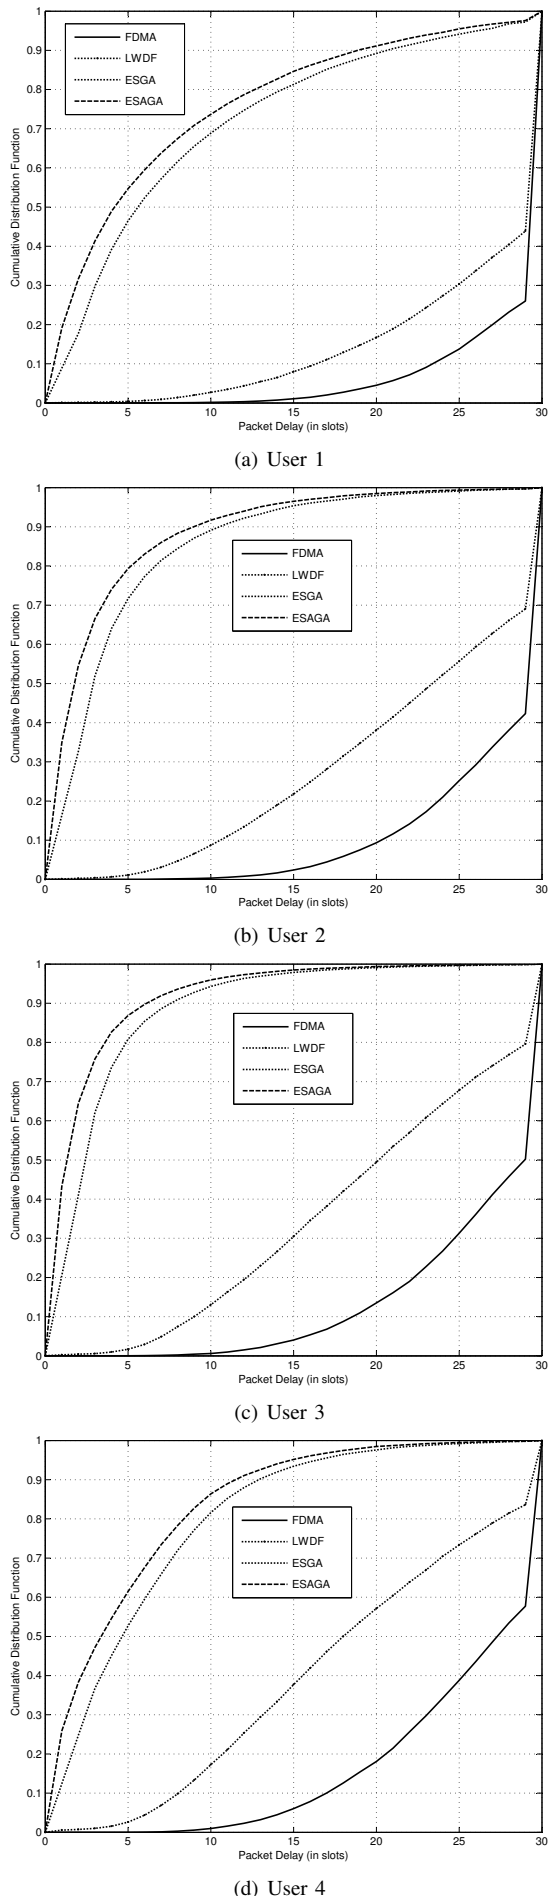 1
0.9
0.8
0.7
0.6
0.5
0.4
0.3
0.2
0.1
0
Cumulative Distribution Function
FDMA
LWDF
ESGA
ESAGA
0 5 10 15 20 25 30
Packet Delay (in slots)
(a) User 1
1
0.9
0.8
0.7
0.6
0.5
0.4
0.3
0.2
0.1
0
Cumulative Distribution Function
FDMA
LWDF
ESGA
ESAGA
0 5 10 15 20 25 30
Packet Delay (in slots)
(b) User 2
1
0.9
0.8
0.7
0.6
0.5
0.4
0.3
0.2
0.1
0
Cumulative Distribution Function
FDMA
LWDF
ESGA
ESAGA
0 5 10 15 20 25 30
Packet Delay (in slots)
(c) User 3
1
0.9
0.8
0.7
0.6
0.5
0.4
0.3
0.2
0.1
0
Cumulative Distribution Function
FDMA
LWDF
ESGA
ESAGA
0 5 10 15 20 25 30
Packet Delay (in slots)
(d) User 4